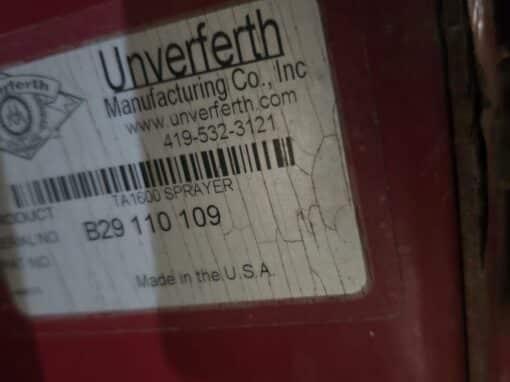 Unverferth
Manufacturing Co., Inc
www.unverferth.com
419-532-3121
TA1600 SPRAYER
B29 110 109
Made in the U.S.A.